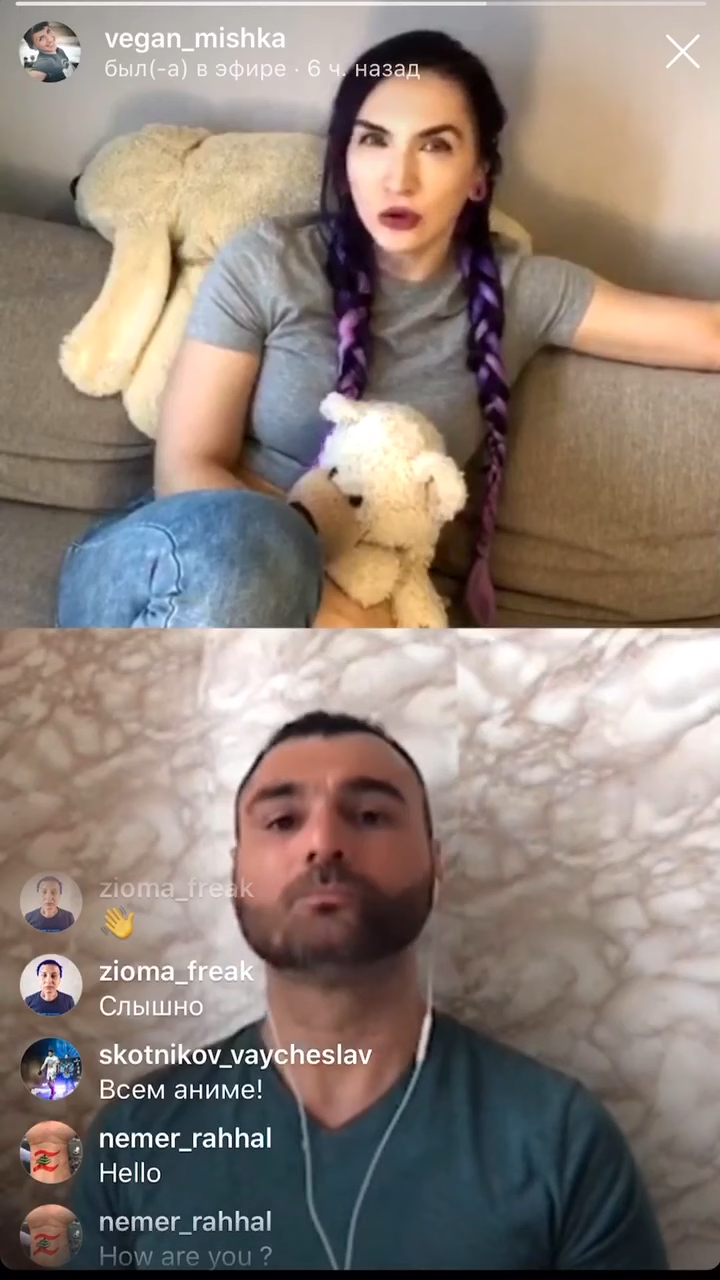 vegan_mishka
был(-а) в эфире · 6 ч. назад
zioma_freak
👋
zioma_freak
Слышно
skotnikov_vaycheslav
Всем аниме!
nemer_rahhal
Hello
nemer_rahhal
How are you ?